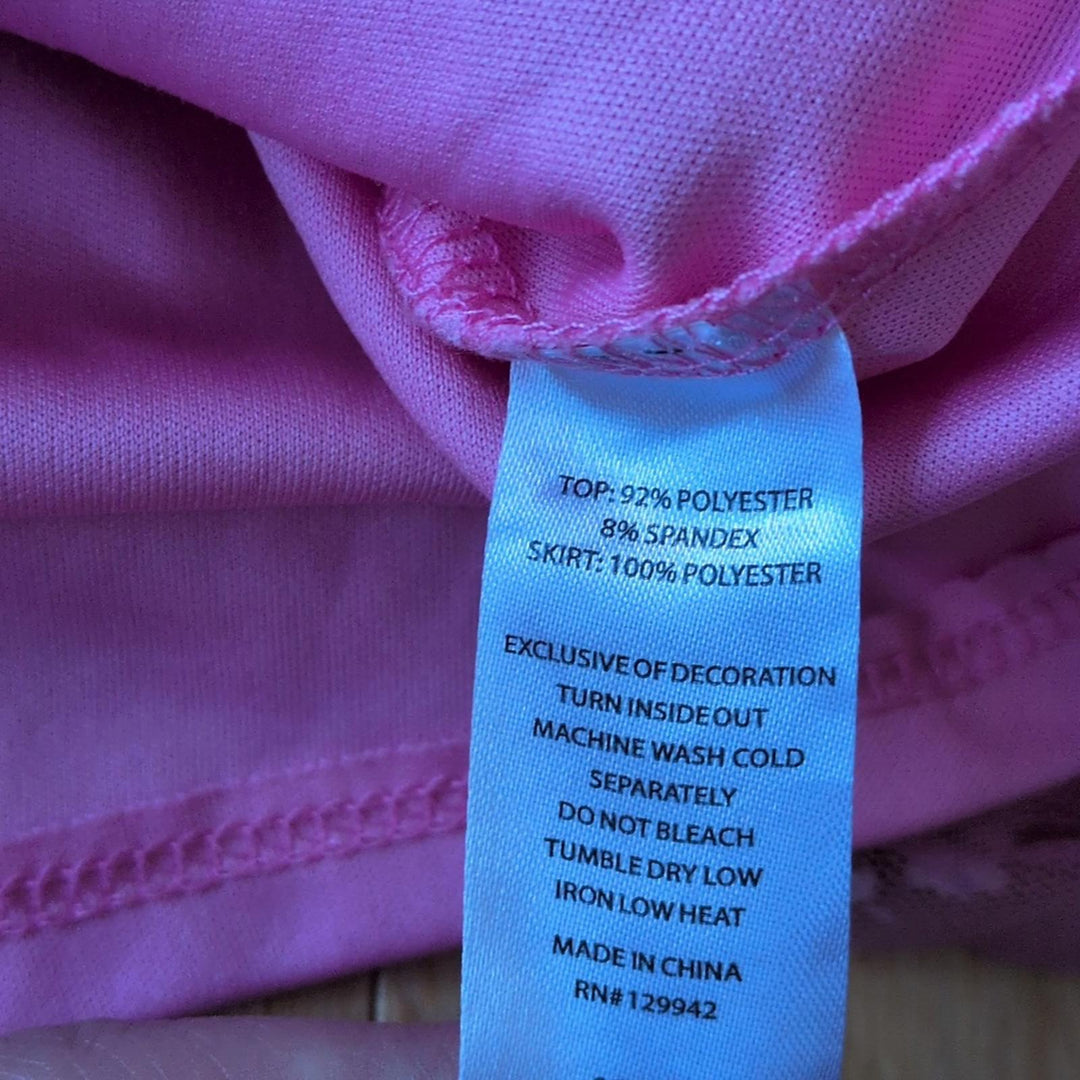 TOP: 92% POLYESTER
8% SPANDEX
SKIRT: 100% POLYESTER
EXCLUSIVE OF DECORATION
TURN INSIDE OUT
MACHINE WASH COLD
SEPARATELY
DO NOT BLEACH
TUMBLE DRY LOW
IRON LOW HEAT
MADE IN CHINA
RN# 129942